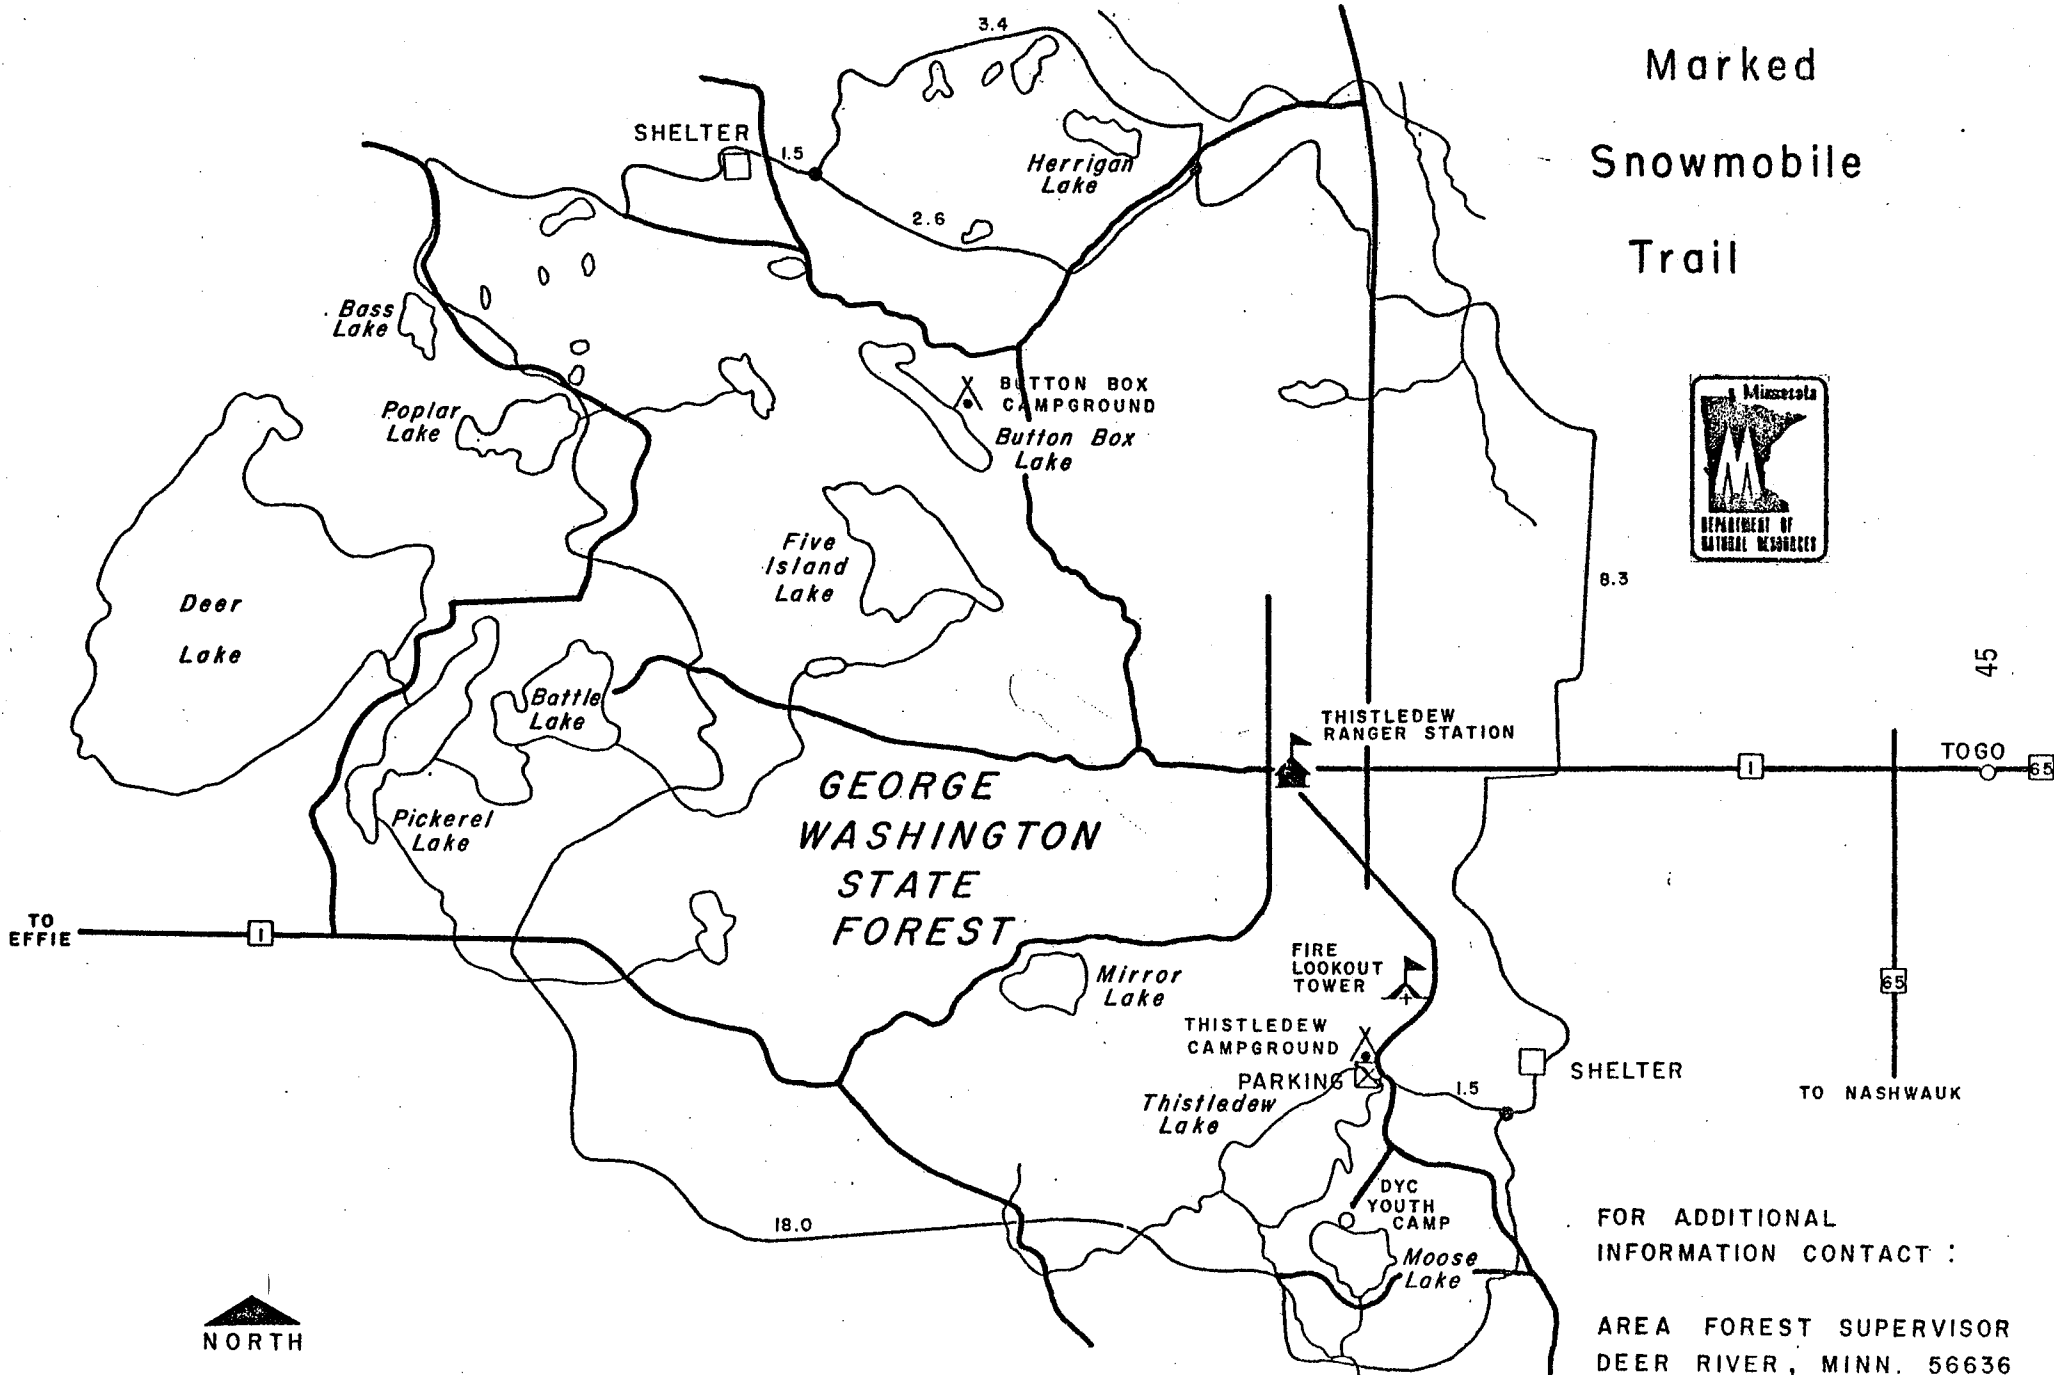 Marked
Snowmobile
Trail
3.4
SHELTER
1.5
Herrigan
Lake
2.6
Bass
Lake
BUTTON BOX
CAMPGROUND
Button Box
Lake
Poplar
Lake
Minnesota
DEPARTMENT OF
NATURAL RESOURCES
Five
Island
Lake
8.3
Deer
Lake
45
Battle
Lake
THISTLEDEW
RANGER STATION
1
TOGO
65
GEORGE
WASHINGTON
STATE
FOREST
Pickerel
Lake
TO
EFFIE
1
Mirror
Lake
FIRE
LOOKOUT
TOWER
65
THISTLEDEW
CAMPGROUND
PARKING
SHELTER
1.5
TO NASHWAUK
Thistledew
Lake
DYC
YOUTH
CAMP
18.0
Moose
Lake
FOR ADDITIONAL
INFORMATION CONTACT :
NORTH
AREA FOREST SUPERVISOR
DEER RIVER, MINN. 56636